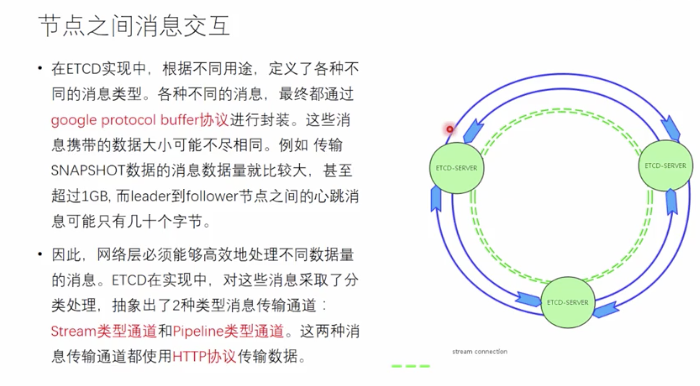 节点之间消息交互
• 在ETCD实现中，根据不同用途，定义了各种不
同的消息类型。各种不同的消息，最终都通过
google protocol buffer协议进行封装。这些消
息携带的数据大小可能不尽相同。例如 传输
SNAPSHOT数据的消息数据量就比较大，甚至
超过1GB, 而leader到follower节点之间的心跳消
息可能只有几十个字节。
• 因此，网络层必须能够高效地处理不同数据量
的消息。ETCD在实现中，对这些消息采取了分
类处理，抽象出了2种类型消息传输通道：
Stream类型通道和Pipeline类型通道。这两种消
息传输通道都使用HTTP协议传输数据。
ETCD-SERVER
ETCD-SERVER
ETCD-SERVER
stream connection